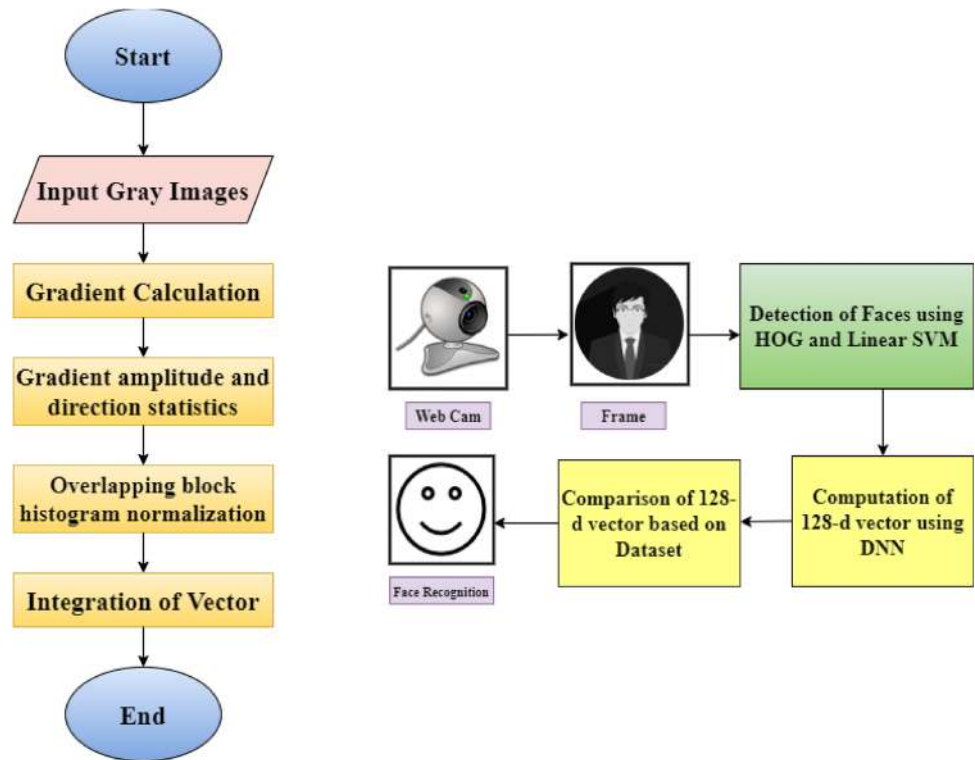 Start
Input Gray Images
Gradient Calculation
Gradient amplitude and
direction statistics
Overlapping block
histogram normalization
Integration of Vector
End
Web Cam
Frame
Detection of Faces using
HOG and Linear SVM
Computation of
128-d vector using
DNN
Comparison of 128-
d vector based on
Dataset
Face Recognition